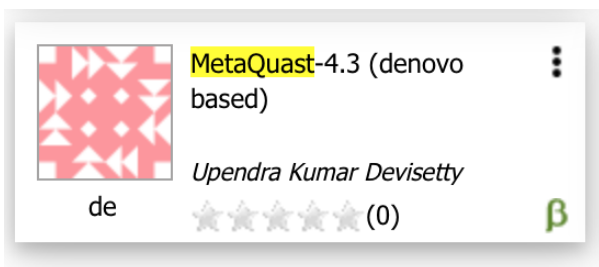 MetaQuast-4.3 (denovo
based)
Upendra Kumar Devisetty
de
(0)
β